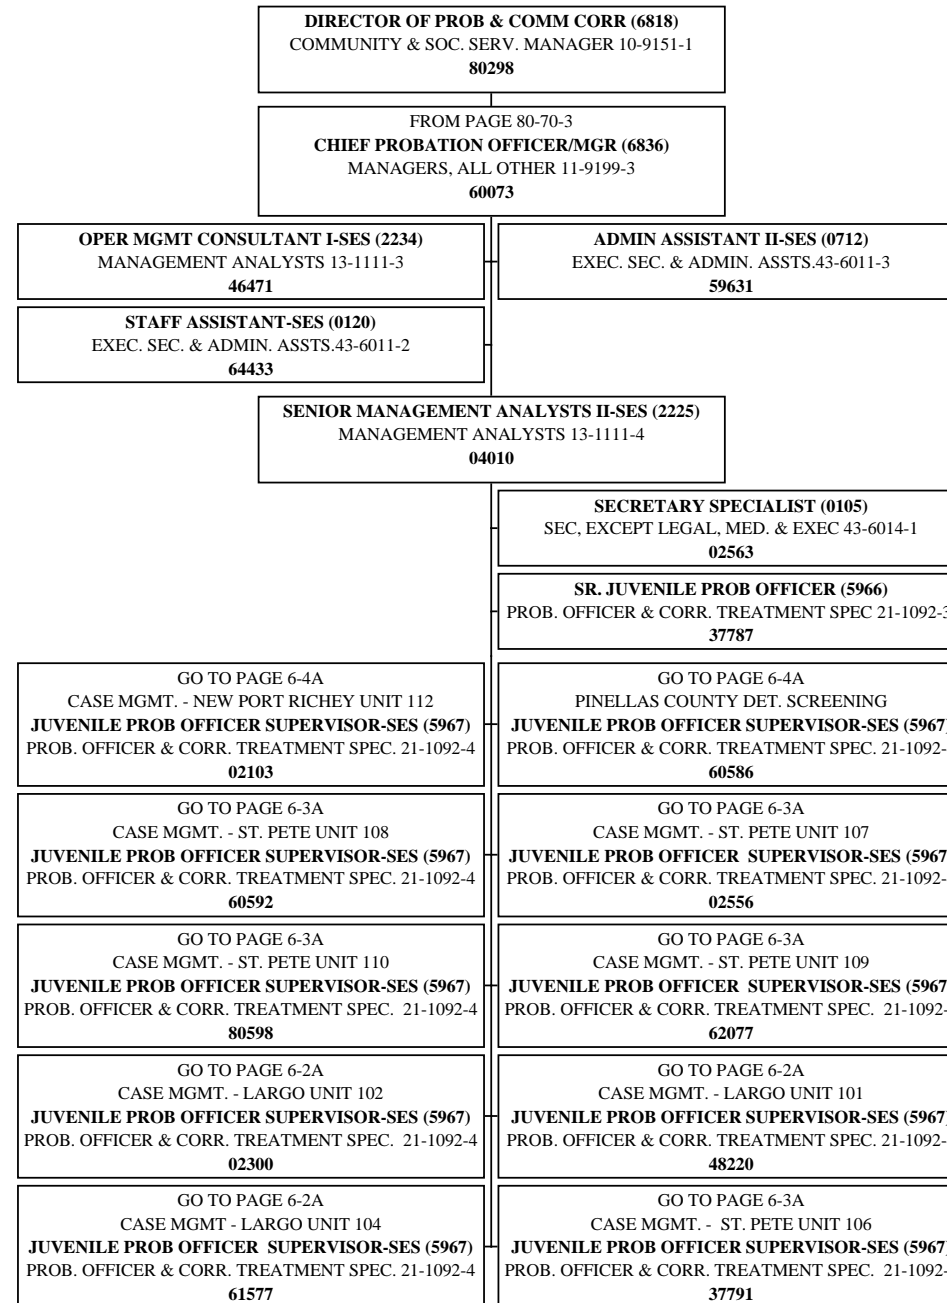 DIRECTOR OF PROB & COMM CORR (6818)
COMMUNITY & SOC. SERV. MANAGER 10-9151-1
80298
FROM PAGE 80-70-3
CHIEF PROBATION OFFICER/MGR (6836)
MANAGERS, ALL OTHER 11-9199-3
60073
OPER MGMT CONSULTANT I-SES (2234)
MANAGEMENT ANALYSTS 13-1111-3
46471
ADMIN ASSISTANT II-SES (0712)
EXEC. SEC. & ADMIN. ASSTS.43-6011-3
59631
STAFF ASSISTANT-SES (0120)
EXEC. SEC. & ADMIN. ASSTS.43-6011-2
64433
SENIOR MANAGEMENT ANALYSTS II-SES (2225)
MANAGEMENT ANALYSTS 13-1111-4
04010
SECRETARY SPECIALIST (0105)
SEC, EXCEPT LEGAL, MED. & EXEC 43-6014-1
02563
SR. JUVENILE PROB OFFICER (5966)
PROB. OFFICER & CORR. TREATMENT SPEC 21-1092-3
37787
GO TO PAGE 6-4A
CASE MGMT. - NEW PORT RICHEY UNIT 112
JUVENILE PROB OFFICER SUPERVISOR-SES (5967)
PROB. OFFICER & CORR. TREATMENT SPEC. 21-1092-4
02103
GO TO PAGE 6-4A
PINELLAS COUNTY DET. SCREENING
JUVENILE PROB OFFICER SUPERVISOR-SES (5967)
PROB. OFFICER & CORR. TREATMENT SPEC. 21-1092-
60586
GO TO PAGE 6-3A
CASE MGMT. - ST. PETE UNIT 108
JUVENILE PROB OFFICER SUPERVISOR-SES (5967)
PROB. OFFICER & CORR. TREATMENT SPEC. 21-1092-4
60592
GO TO PAGE 6-3A
CASE MGMT. - ST. PETE UNIT 107
JUVENILE PROB OFFICER SUPERVISOR-SES (5967
PROB. OFFICER & CORR. TREATMENT SPEC. 21-1092-
02556
GO TO PAGE 6-3A
CASE MGMT. - ST. PETE UNIT 110
JUVENILE PROB OFFICER SUPERVISOR-SES (5967)
PROB. OFFICER & CORR. TREATMENT SPEC. 21-1092-4
80598
GO TO PAGE 6-3A
CASE MGMT. - ST. PETE UNIT 109
JUVENILE PROB OFFICER SUPERVISOR-SES (5967
PROB. OFFICER & CORR. TREATMENT SPEC. 21-1092-
62077
GO TO PAGE 6-2A
CASE MGMT. - LARGO UNIT 102
JUVENILE PROB OFFICER SUPERVISOR-SES (5967)
PROB. OFFICER & CORR. TREATMENT SPEC. 21-1092-4
02300
GO TO PAGE 6-2A
CASE MGMT. - LARGO UNIT 101
JUVENILE PROB OFFICER SUPERVISOR-SES (5967)
PROB. OFFICER & CORR. TREATMENT SPEC. 21-1092-
48220
GO TO PAGE 6-2A
CASE MGMT - LARGO UNIT 104
JUVENILE PROB OFFICER SUPERVISOR-SES (5967)
PROB. OFFICER & CORR. TREATMENT SPEC. 21-1092-4
61577
GO TO PAGE 6-3A
CASE MGMT. - ST. PETE UNIT 106
JUVENILE PROB OFFICER SUPERVISOR-SES (5967)
PROB. OFFICER & CORR. TREATMENT SPEC. 21-1092-
37791